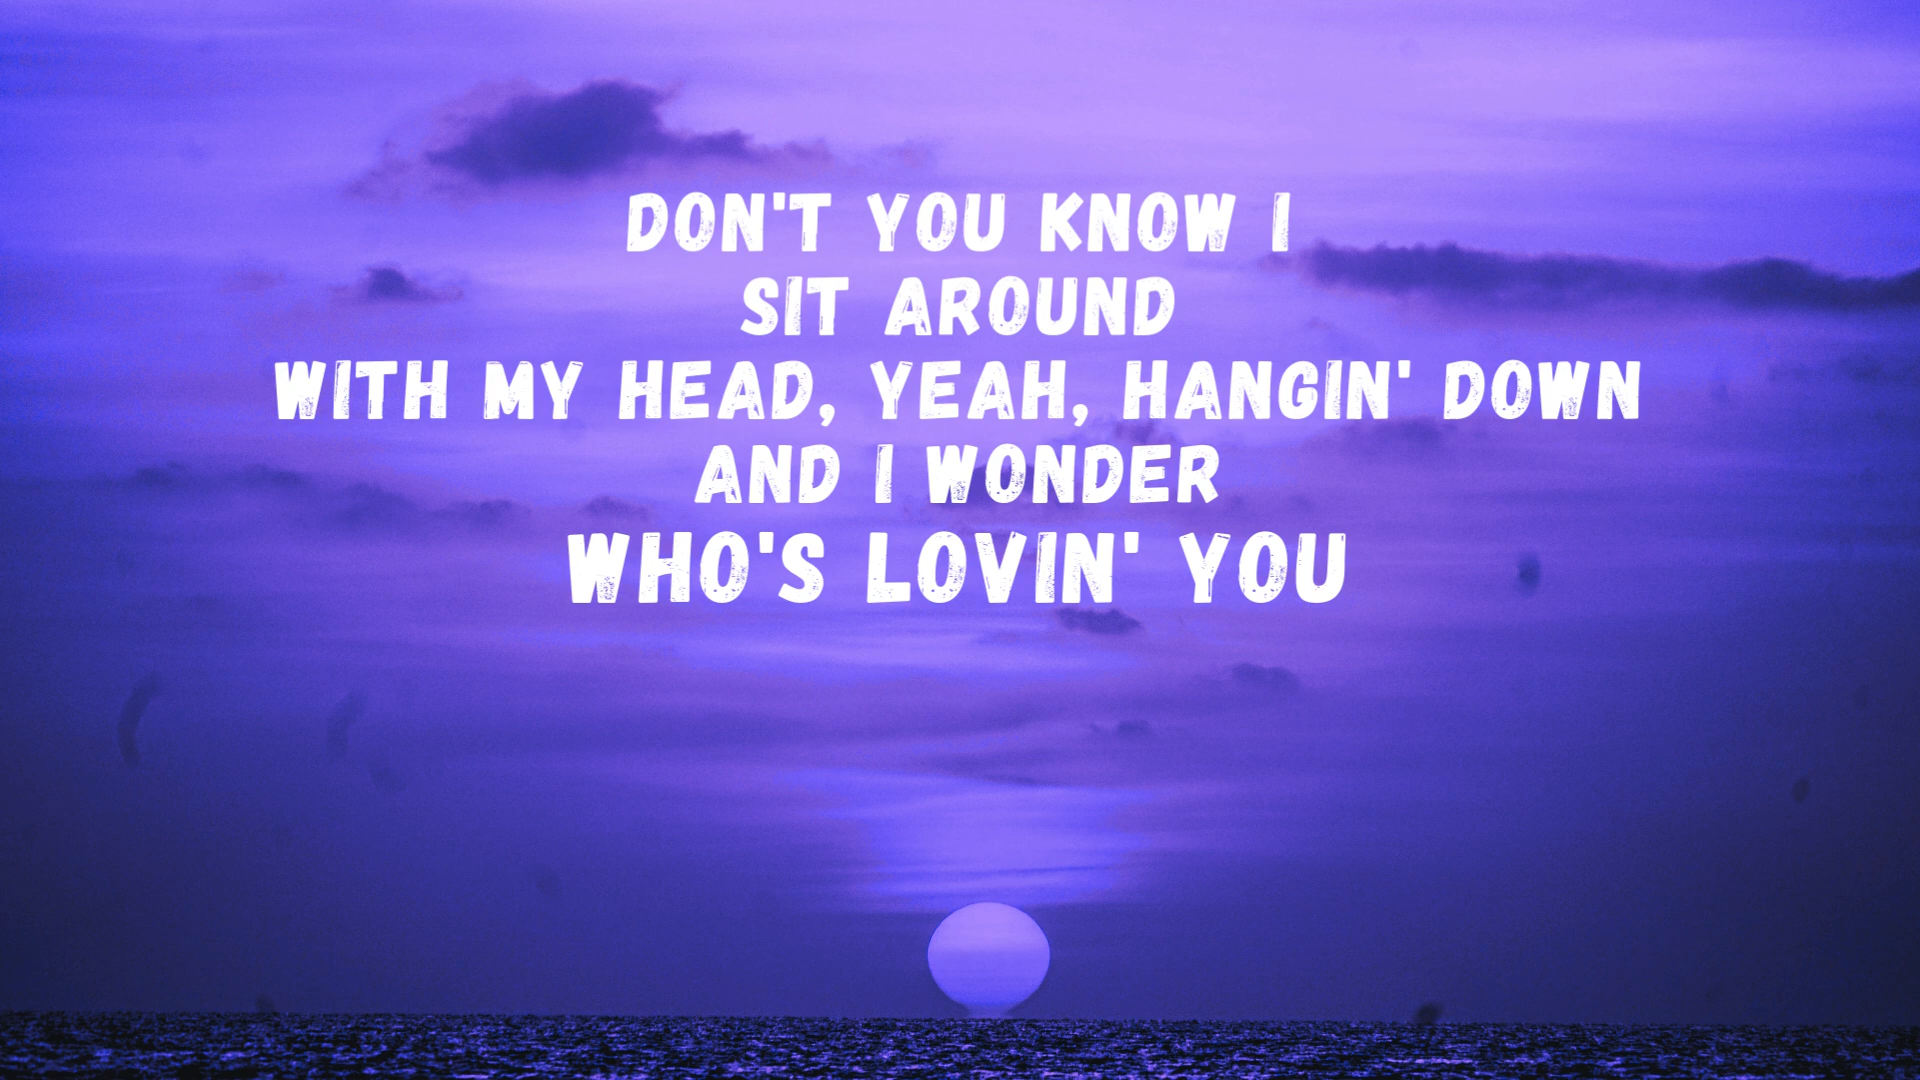 DON'T YOU KNOW I
SIT AROUND
WITH MY HEAD, YEAH, HANGIN' DOWN
AND I WONDER
WHO'S LOVIN' YOU